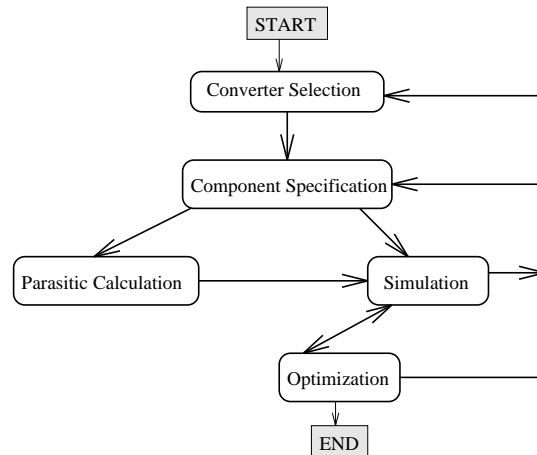 START
Converter Selection
Component Specification
Parasitic Calculation
Simulation
Optimization
END